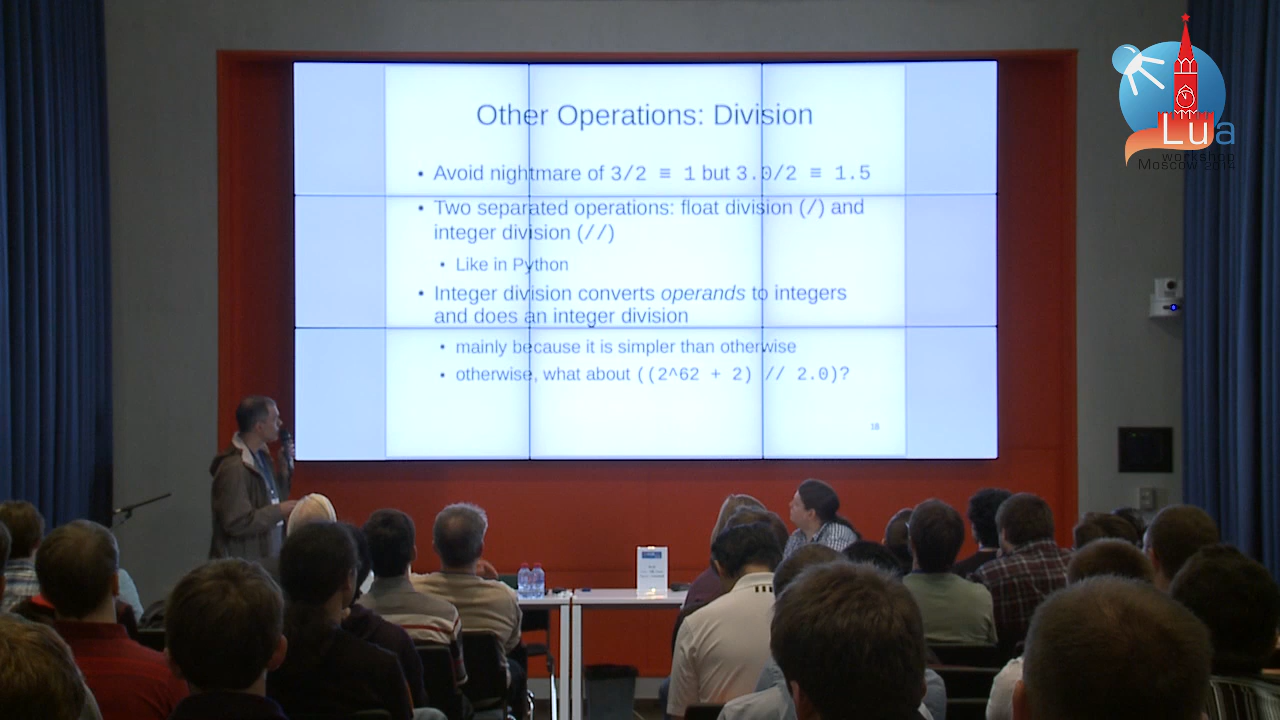 Other Operations: Division
• Avoid nightmare of 3/2 ≡ 1 but 3.0/2 ≡ 1.5
• Two separated operations: float division (/) and
integer division (//)
• Like in Python
• Integer division converts operands to integers
and does an integer division
• mainly because it is simpler than otherwise
• otherwise, what about ((2^62 + 2) // 2.0)?
18
Lua
workshop
Moscow 2014